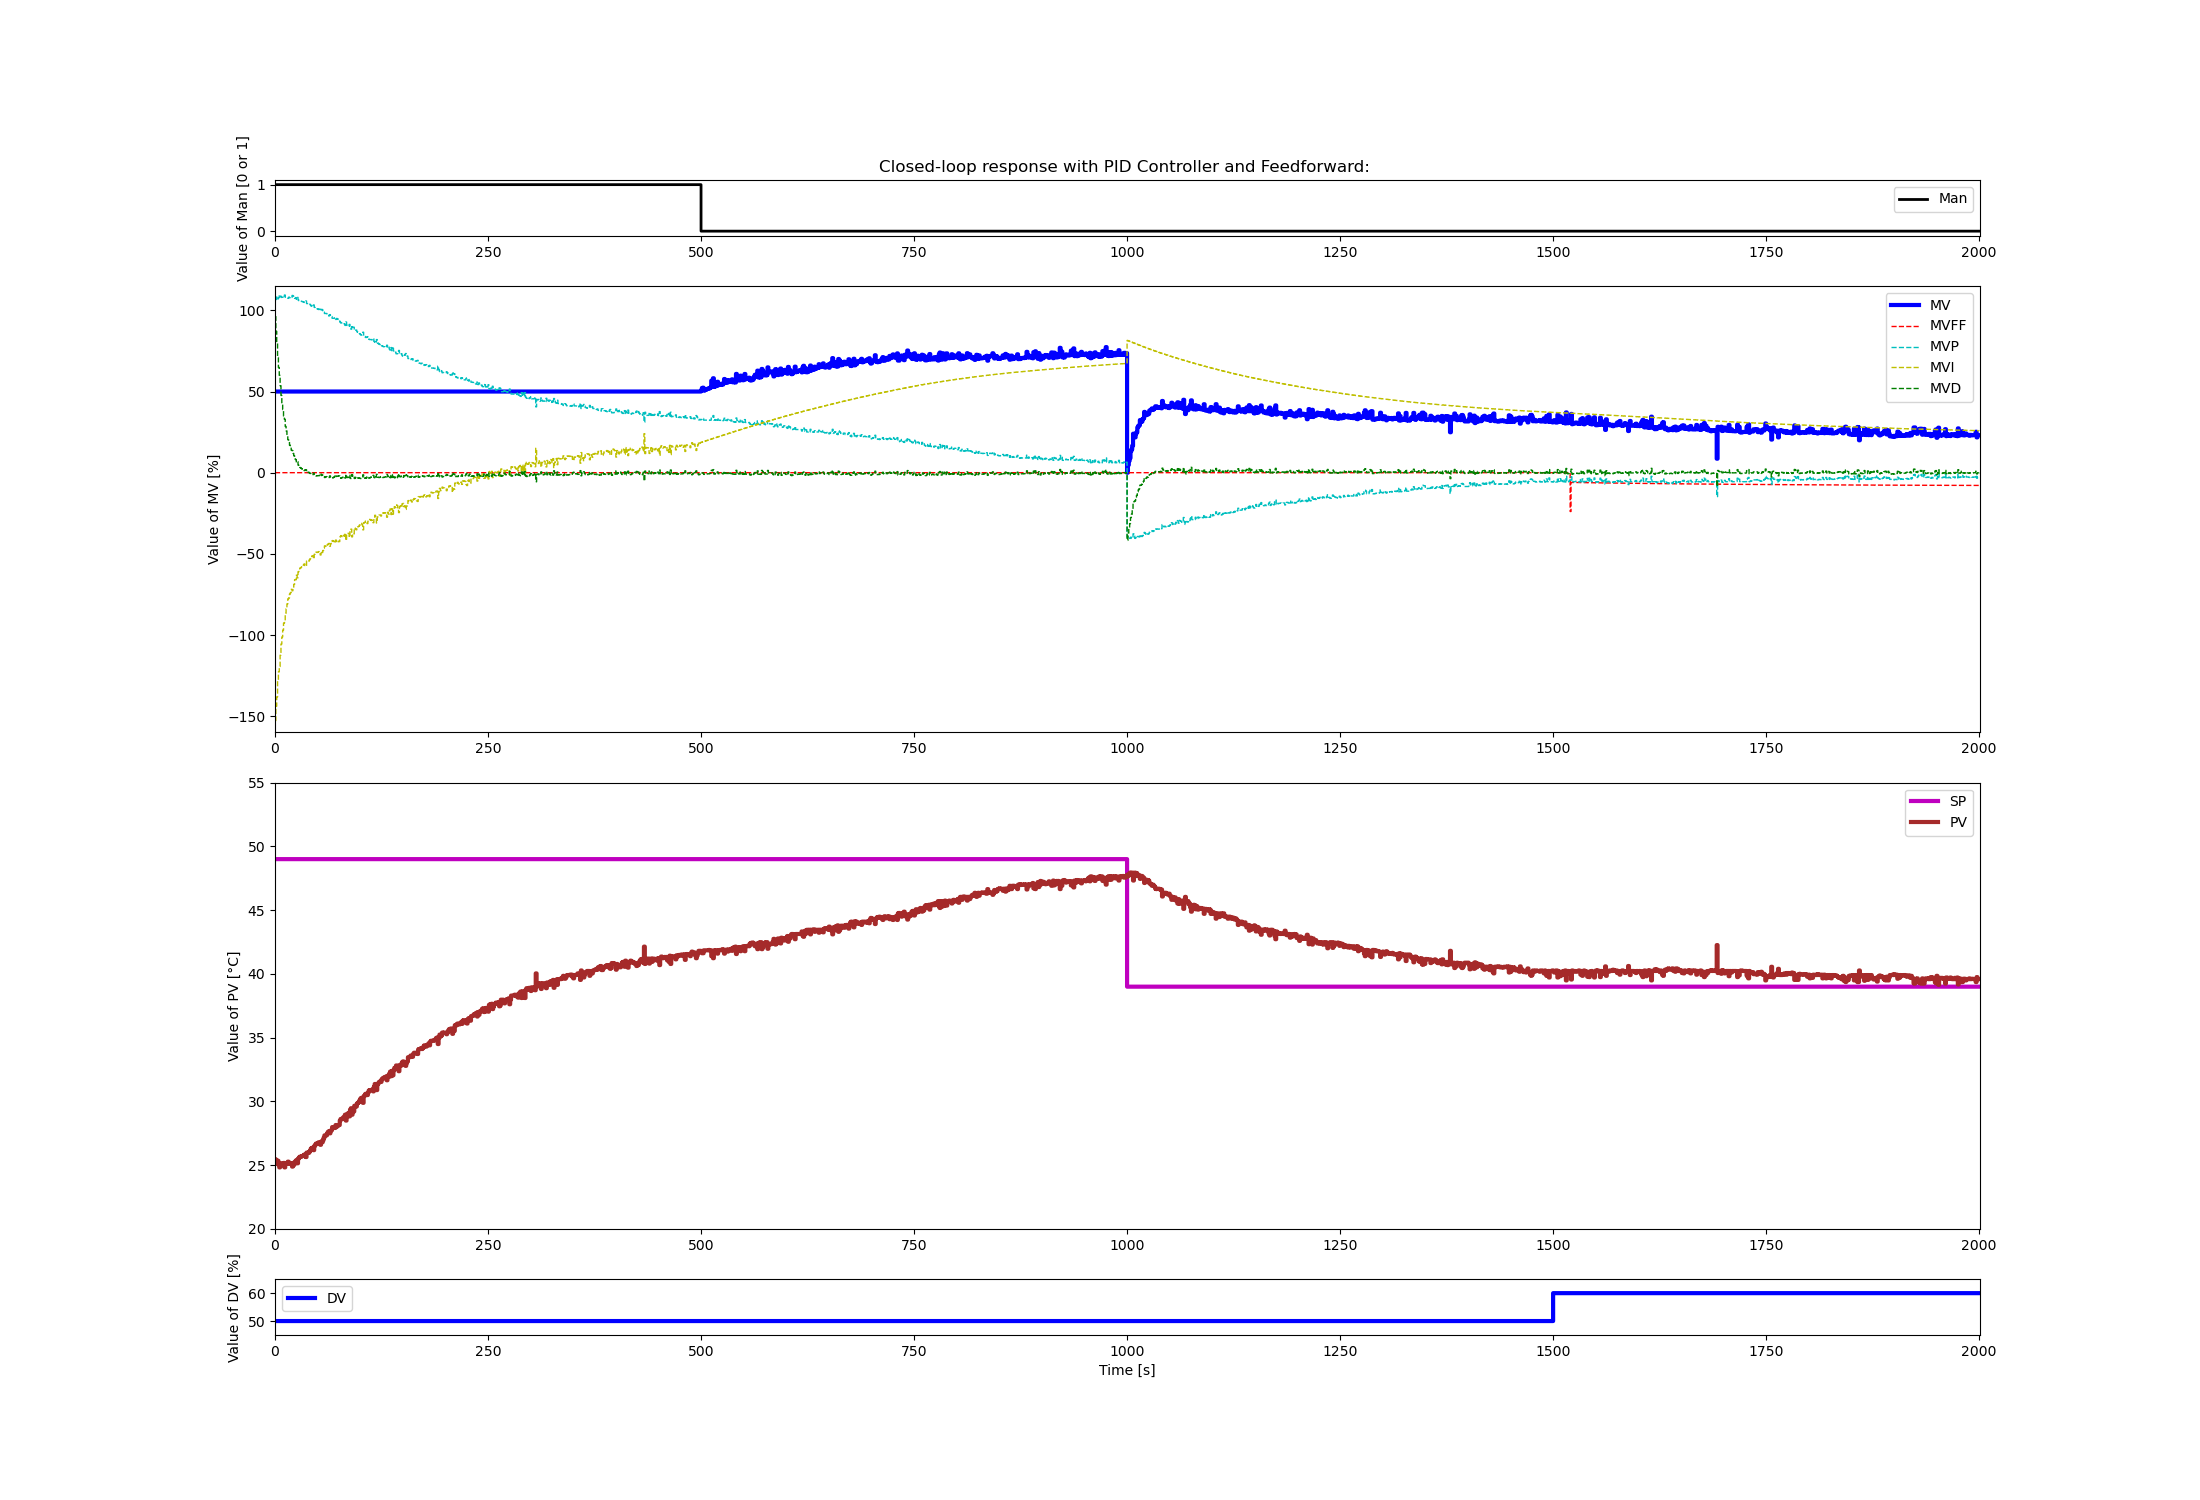 Closed-loop response with PID Controller and Feedforward:
Value of Man [0 or 1]
1
0
Man
0 250 500 750 1000 1250 1500 1750 2000
Value of MV [%]
100
50
0
−50
−100
−150
MV
MVFF
MVP
MVI
MVD
0 250 500 750 1000 1250 1500 1750 2000
Value of PV [°C]
55
50
45
40
35
30
25
20
SP
PV
0 250 500 750 1000 1250 1500 1750 2000
Value of DV [%]
60
50
DV
0 250 500 750 1000 1250 1500 1750 2000
Time [s]